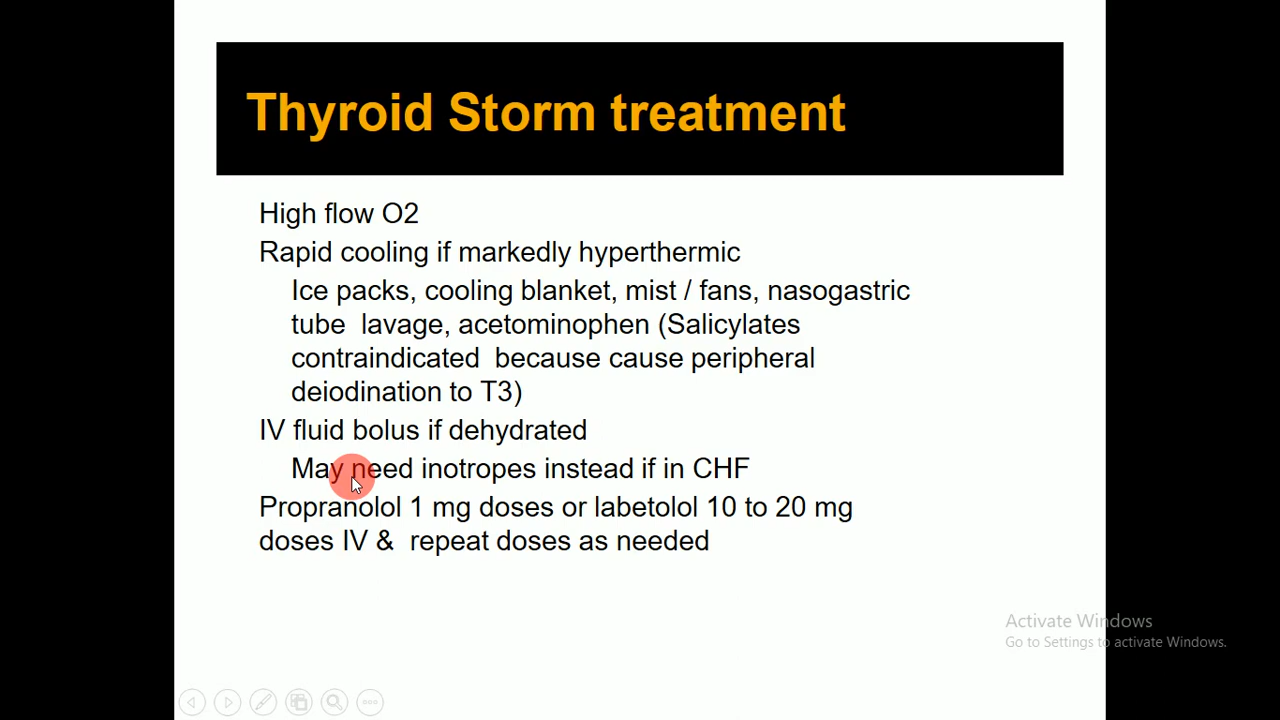 Thyroid Storm treatment
High flow O2
Rapid cooling if markedly hyperthermic
Ice packs, cooling blanket, mist / fans, nasogastric
tube lavage, acetominophen (Salicylates
contraindicated because cause peripheral
deiodination to T3)
IV fluid bolus if dehydrated
May need inotropes instead if in CHF
Propranolol 1 mg doses or labetolol 10 to 20 mg
doses IV & repeat doses as needed
Activate Windows
Go to Settings to activate Windows.